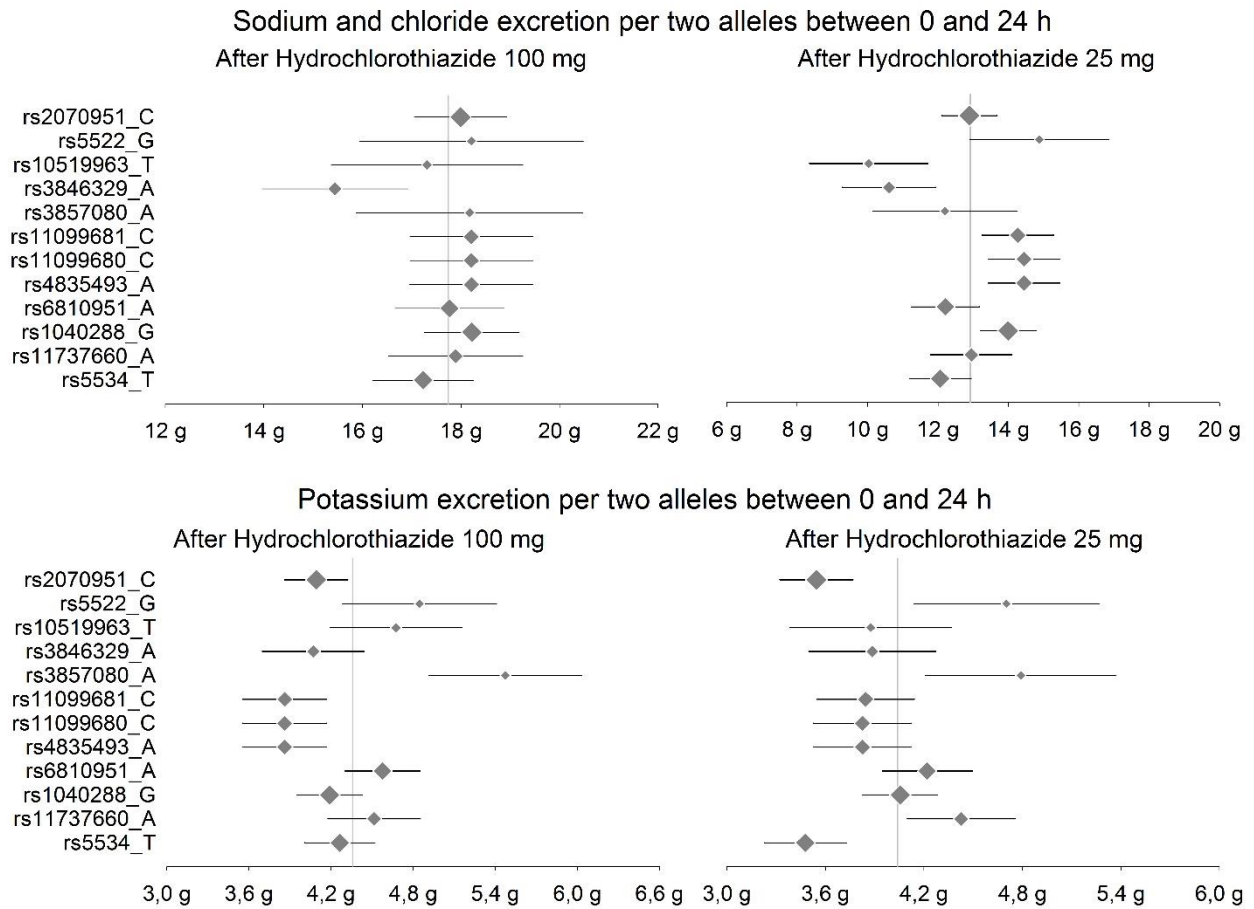 Sodium and chloride excretion per two alleles between 0 and 24 h
After Hydrochlorothiazide 100 mg
After Hydrochlorothiazide 25 mg
rs2070951_C
rs5522_G
rs10519963_T
rs3846329_A
rs3857080_A
rs11099681_C
rs11099680_C
rs4835493_A
rs6810951_A
rs1040288_G
rs11737660_A
rs5534_T
12 g 14 g 16 g 18 g 20 g 22 g
6 g 8 g 10 g 12 g 14 g 16 g 18 g 20 g
Potassium excretion per two alleles between 0 and 24 h
After Hydrochlorothiazide 100 mg
After Hydrochlorothiazide 25 mg
rs2070951_C
rs5522_G
rs10519963_T
rs3846329_A
rs3857080_A
rs11099681_C
rs11099680_C
rs4835493_A
rs6810951_A
rs1040288_G
rs11737660_A
rs5534_T
3,0 g 3,6 g 4,2 g 4,8 g 5,4 g 6,0 g 6,6 g
3,0 g 3,6 g 4,2 g 4,8 g 5,4 g 6,0 g